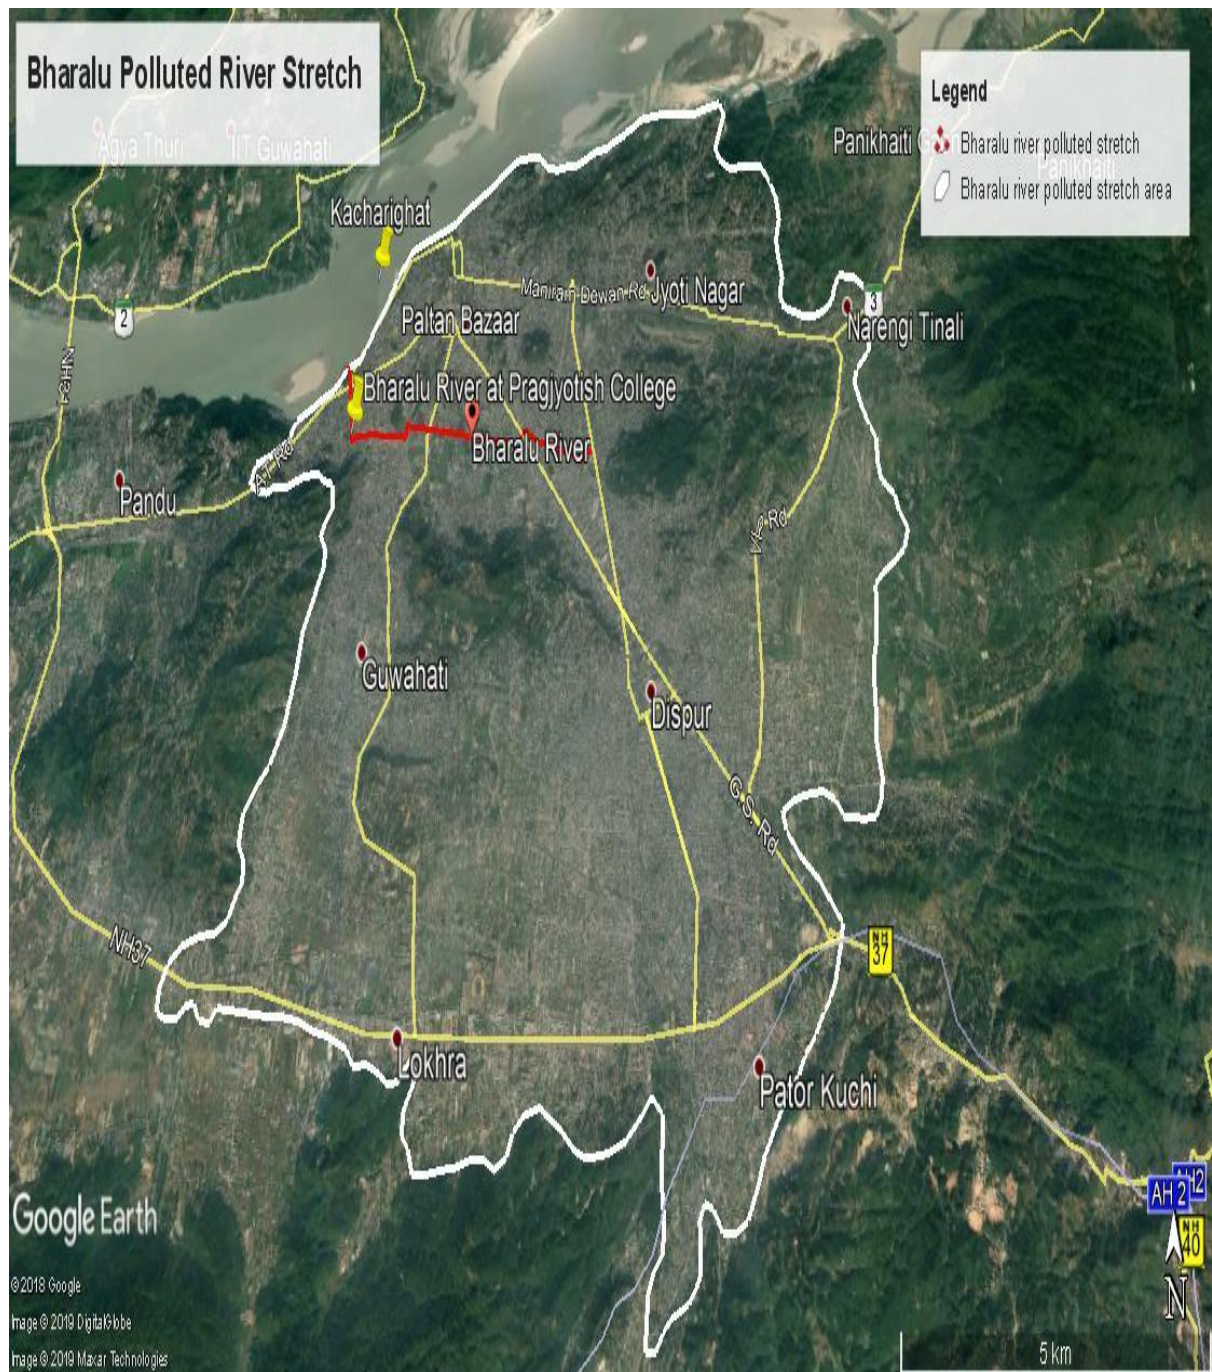 Bharalu Polluted River Stretch
Legend
Bharalu river polluted stretch
Bharalu river polluted stretch area
Agya Thuri
IIT Guwahati
Panikhaiti
Panikhaiti
Kacharighat
2
NH31
Maniram Dewan Rd
Jyoti Nagar
3
Narengi Tinali
Paltan Bazaar
Bharalu River at Pragjyotish College
Bharalu River
A.T. Rd
Pandu
VIP Rd
Guwahati
Dispur
G.S. Rd
NH37
NH
37
Lokhra
Pator Kuchi
AH2
AH 2
NH
40
N
Google Earth
©2018 Google
Image © 2019 DigitalGlobe
Image © 2019 Maxar Technologies
5 km